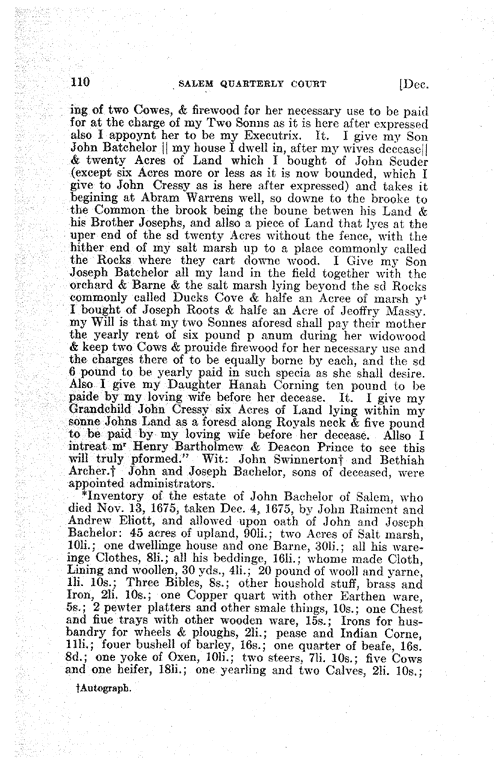 110 SALEM QUARTERLY COURT [Dec.
ing of two Cowes, & firewood for her necessary use to be paid
for at the charge of my Two Sonns as it is here after expressed
also I appoynt her to be my Executrix. It. I give my Son
John Batchelor || my house I dwell in, after my wives decease||
& twenty Acres of Land which I bought of John Scuder
(except six Acres more or less as it is now bounded, which I
give to John Cressy as is here after expressed) and takes it
begining at Abram Warrens well, so downe to the brooke to
the Common the brook being the boune betwen his Land &
his Brother Josephs, and allso a piece of Land that lyes at the
uper end of the sd twenty Acres without the fence, with the
hither end of my salt marsh up to a place commonly called
the Rocks where they cart downe wood. I Give my Son
Joseph Batchelor all my land in the field together with the
orchard & Barne & the salt marsh lying beyond the sd Rocks
commonly called Ducks Cove & halfe an Acree of marsh yt
I bought of Joseph Roots & halfe an Acre of Jeoffry Massy.
my Will is that my two Sonnes aforesd shall pay their mother
the yearly rent of six pound p anum during her widowood
& keep two Cows & prouide firewood for her necessary use and
the charges there of to be equally borne by each, and the sd
6 pound to be yearly paid in such specia as she shall desire.
Also I give my Daughter Hanah Corning ten pound to be
paide by my loving wife before her decease. It. I give my
Grandchild John Cressy six Acres of Land lying within my
sonne Johns Land as a foresd along Royals neck & five pound
to be paid by my loving wife before her decease. Allso I
intreat mr Henry Bartholmew & Deacon Prince to see this
will truly pformed." Wit: John Swinnerton† and Bethiah
Archer.† John and Joseph Bachelor, sons of deceased, were
appointed administrators.
*Inventory of the estate of John Bachelor of Salem, who
died Nov. 13, 1675, taken Dec. 4, 1675, by John Raiment and
Andrew Eliott, and allowed upon oath of John and Joseph
Bachelor: 45 acres of upland, 90li.; two Acres of Salt marsh,
10li.; one dwellinge house and one Barne, 30li.; all his ware-
inge Clothes, 8li.; all his beddinge, 16li.; whome made Cloth,
Lining and woollen, 30 yds., 4li.; 20 pound of wooll and yarne,
1li. 10s.; Three Bibles, 8s.; other houshold stuff, brass and
Iron, 2li. 10s.; one Copper quart with other Earthen ware,
5s.; 2 pewter platters and other smale things, 10s.; one Chest
and fiue trays with other wooden ware, 15s.; Irons for hus-
bandry for wheels & ploughs, 2li.; pease and Indian Corne,
11li.; fouer bushell of barley, 16s.; one quarter of beafe, 16s.
8d.; one yoke of Oxen, 10li.; two steers, 7li. 10s.; five Cows
and one heifer, 18li.; one yearling and two Calves, 2li. 10s.;
†Autograph.